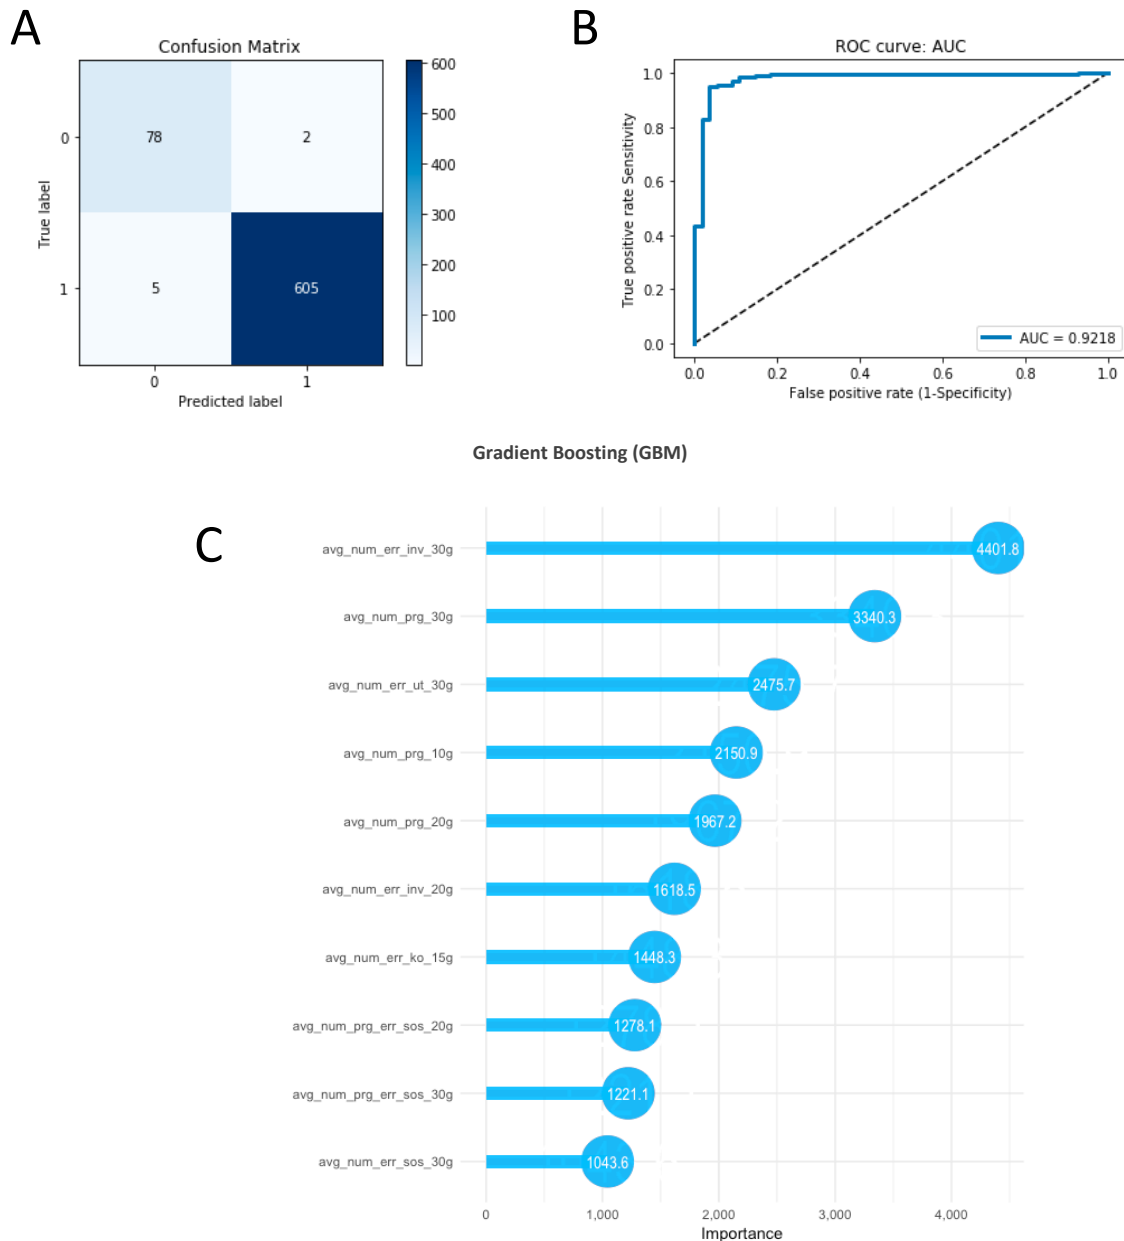 A
Confusion Matrix
0
78
2
True label
1
5
605
0
1
Predicted label
600
500
400
300
200
100
B
ROC curve: AUC
1.0
0.8
0.6
0.4
0.2
0.0
True positive rate Sensitivity
AUC = 0.9218
0.0 0.2 0.4 0.6 0.8 1.0
False positive rate (1-Specificity)
Gradient Boosting (GBM)
C
avg_num_err_inv_30g 4401.8
avg_num_prg_30g 3340.3
avg_num_err_ut_30g 2475.7
avg_num_prg_10g 2150.9
avg_num_prg_20g 1967.2
avg_num_err_inv_20g 1618.5
avg_num_err_ko_15g 1448.3
avg_num_prg_err_sos_20g 1278.1
avg_num_prg_err_sos_30g 1221.1
avg_num_err_sos_30g 1043.6
0 1,000 2,000 3,000 4,000
Importance